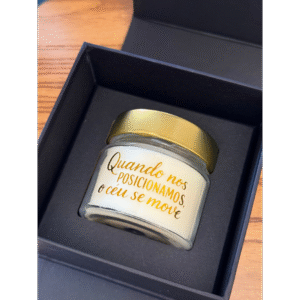 Quando nos
POSICIONAMOS,
o céu se move